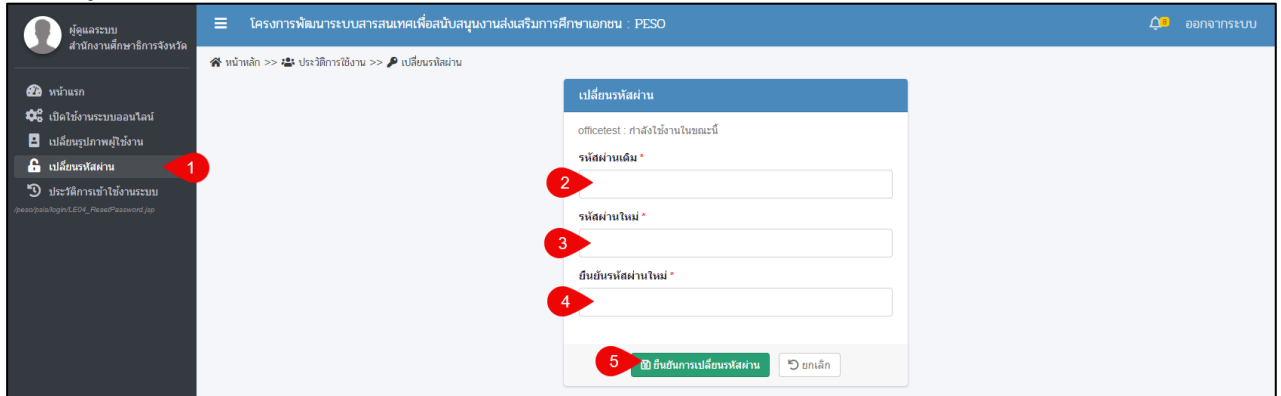 ผู้ดูแลระบบ
สำนักงานศึกษาธิการจังหวัด
โครงการพัฒนาระบบสารสนเทศเพื่อสนับสนุนงานส่งเสริมการศึกษาเอกชน : PESO
ออกจากระบบ
หน้าหลัก >> ประวัติการใช้งาน >> เปลี่ยนรหัสผ่าน
หน้าแรก
เปิดใช้งานระบบออนไลน์
เปลี่ยนรูปภาพผู้ใช้งาน
เปลี่ยนรหัสผ่าน
1
ประวัติการเข้าใช้งานระบบ
/peso/psis/login/LE04_ResetPassword.jsp
เปลี่ยนรหัสผ่าน
officetest : กำลังใช้งานในขณะนี้
รหัสผ่านเดิม *
2
รหัสผ่านใหม่ *
3
ยืนยันรหัสผ่านใหม่ *
4
5 ยืนยันการเปลี่ยนรหัสผ่าน ยกเลิก